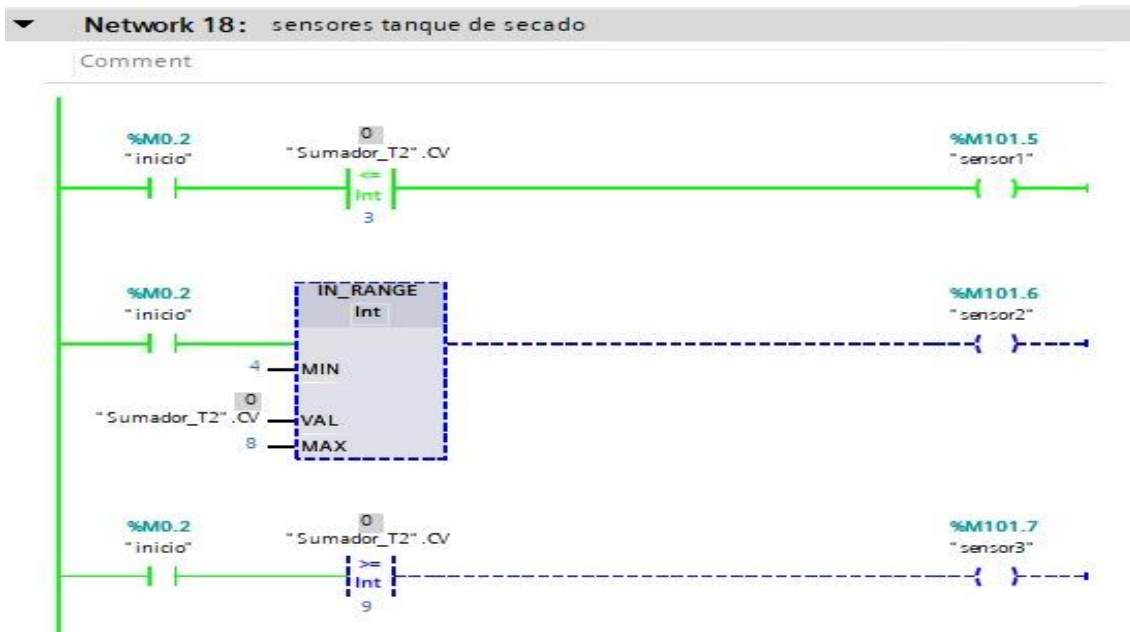 Network 18: sensores tanque de secado
Comment
%M0.2
"inicio"
0
"Sumador_T2".CV
<=
Int
3
%M101.5
"sensor1"
%M0.2
"inicio"
IN_RANGE
Int
4 MIN
0
"Sumador_T2".CV VAL
8 MAX
%M101.6
"sensor2"
%M0.2
"inicio"
0
"Sumador_T2".CV
>=
Int
9
%M101.7
"sensor3"